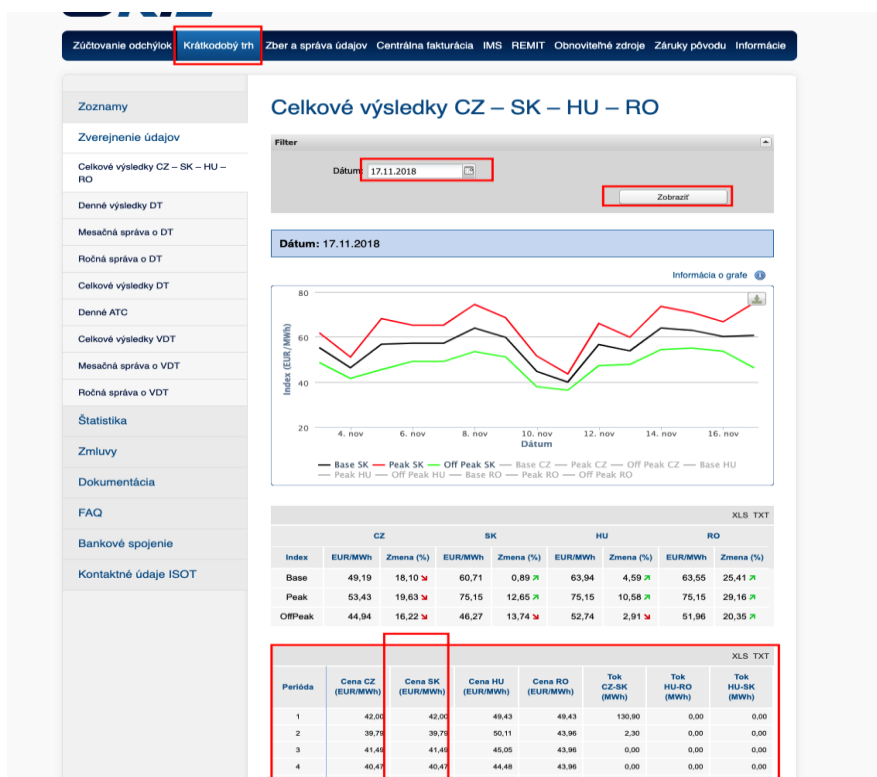 Zúčtovanie odchýlok Krátkodobý trh Zber a správa údajov Centrálna fakturácia IMS REMIT Obnoviteľné zdroje Záruky pôvodu Informácie
Zoznamy
Zverejnenie údajov
Celkové výsledky CZ – SK – HU –
RO
Denné výsledky DT
Mesačná správa o DT
Ročná správa o DT
Celkové výsledky DT
Denné ATC
Celkové výsledky VDT
Mesačná správa o VDT
Ročná správa o VDT
Štatistika
Zmluvy
Dokumentácia
FAQ
Bankové spojenie
Kontaktné údaje ISOT
Celkové výsledky CZ – SK – HU – RO
Filter
Dátum: 17.11.2018
Zobraziť
Dátum: 17.11.2018
Informácia o grafe
Index (EUR/MWh)
80
60
40
20
4. nov 6. nov 8. nov 10. nov 12. nov 14. nov 16. nov
Dátum
Base SK Peak SK Off Peak SK Base CZ Peak CZ Off Peak CZ Base HU
Peak HU Off Peak HU Base RO Peak RO Off Peak RO
XLS TXT
CZ SK HU RO
Index EUR/MWh Zmena (%) EUR/MWh Zmena (%) EUR/MWh Zmena (%) EUR/MWh Zmena (%)
Base 49,19 18,10 60,71 0,89 63,94 4,59 63,55 25,41
Peak 53,43 19,63 75,15 12,65 75,15 10,58 75,15 29,16
OffPeak 44,94 16,22 46,27 13,74 52,74 2,91 51,96 20,35
XLS TXT
Perióda Cena CZ (EUR/MWh) Cena SK (EUR/MWh) Cena HU (EUR/MWh) Cena RO (EUR/MWh) Tok CZ-SK (MWh) Tok HU-RO (MWh) Tok HU-SK (MWh)
1 42,00 42,00 49,43 49,43 130,90 0,00 0,00
2 39,79 39,79 50,11 43,96 2,30 0,00 0,00
3 41,49 41,49 45,05 43,96 0,00 0,00 0,00
4 40,47 40,47 44,48 43,96 0,00 0,00 0,00